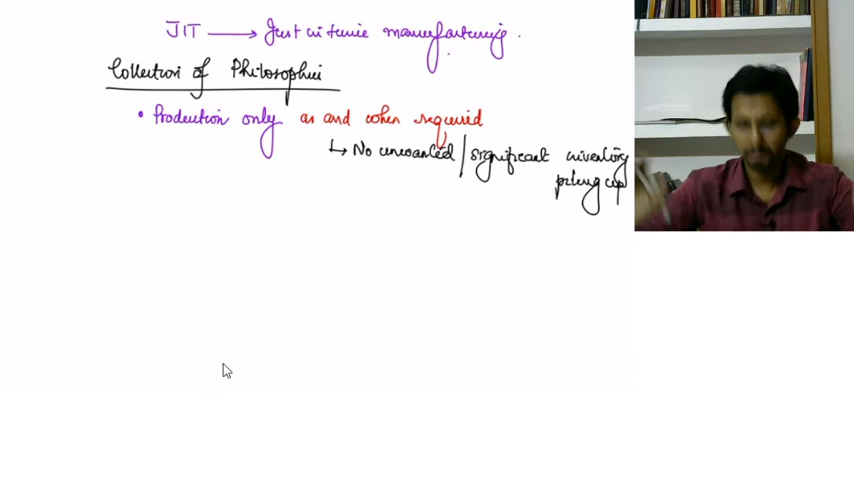 JIT → Just in time manufacturing.
Collection of Philosophies
• Production only as and when required
↳ No unwanted / significant inventory
piling up